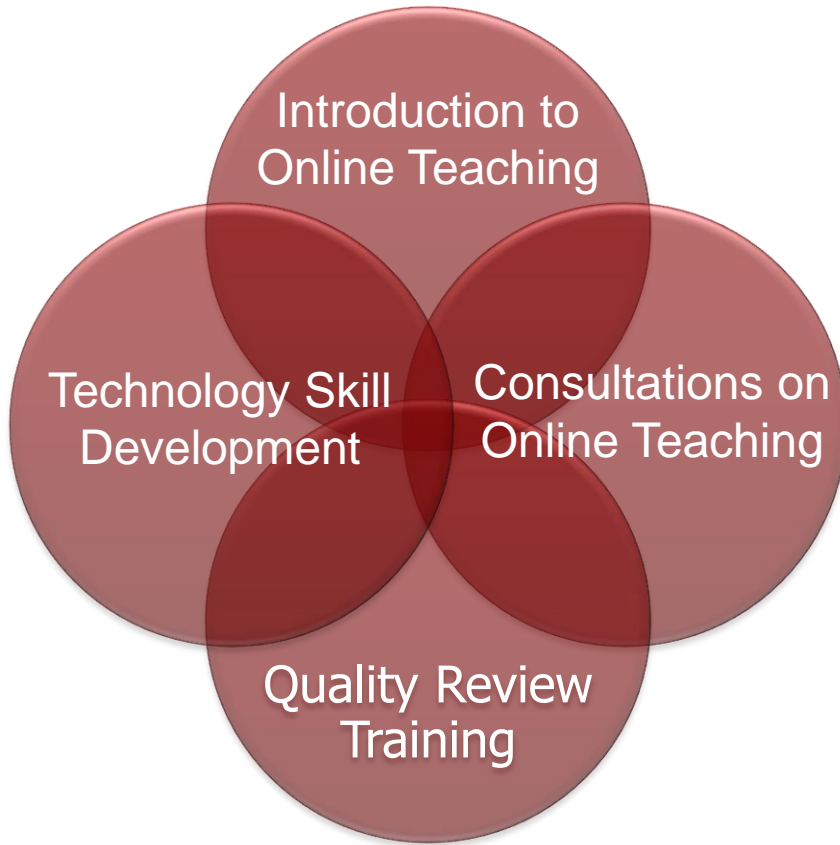 Introduction to
Online Teaching
Technology Skill
Development
Consultations on
Online Teaching
Quality Review
Training